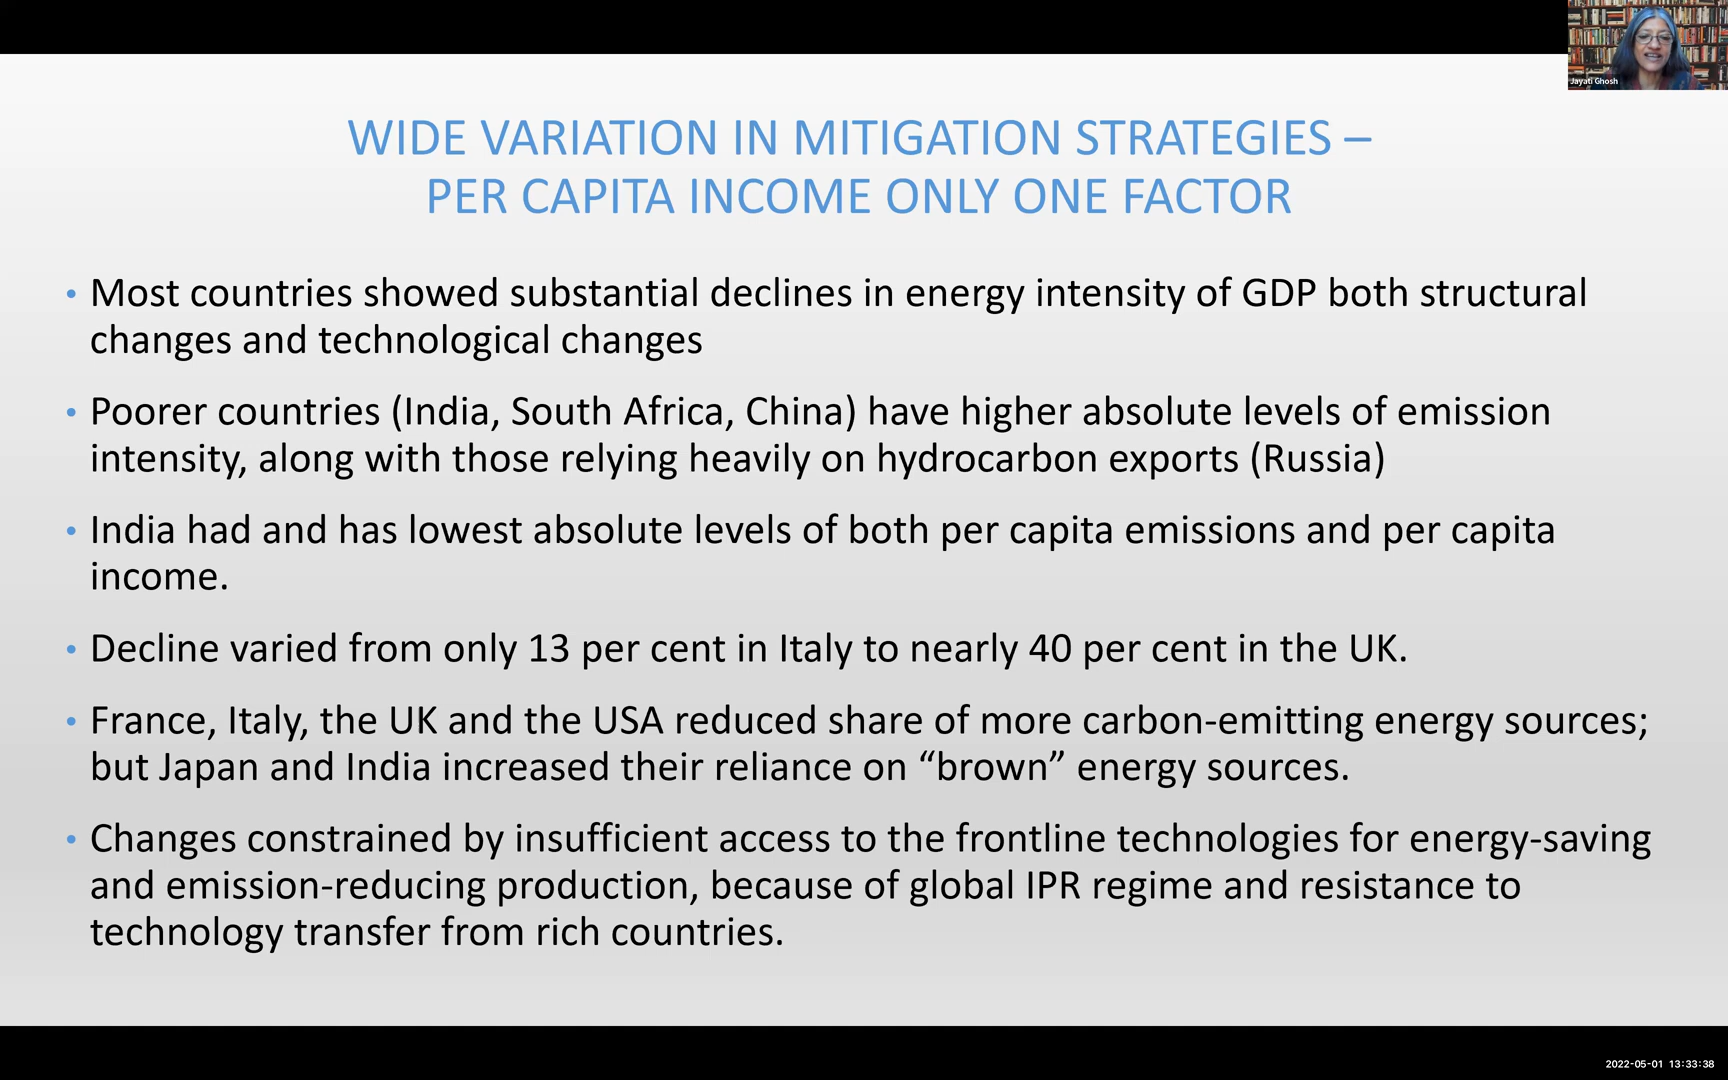 Jayati Ghosh
WIDE VARIATION IN MITIGATION STRATEGIES –
PER CAPITA INCOME ONLY ONE FACTOR
• Most countries showed substantial declines in energy intensity of GDP both structural
changes and technological changes
• Poorer countries (India, South Africa, China) have higher absolute levels of emission
intensity, along with those relying heavily on hydrocarbon exports (Russia)
• India had and has lowest absolute levels of both per capita emissions and per capita
income.
• Decline varied from only 13 per cent in Italy to nearly 40 per cent in the UK.
• France, Italy, the UK and the USA reduced share of more carbon-emitting energy sources;
but Japan and India increased their reliance on “brown” energy sources.
• Changes constrained by insufficient access to the frontline technologies for energy-saving
and emission-reducing production, because of global IPR regime and resistance to
technology transfer from rich countries.
2022-05-01 13:33:38